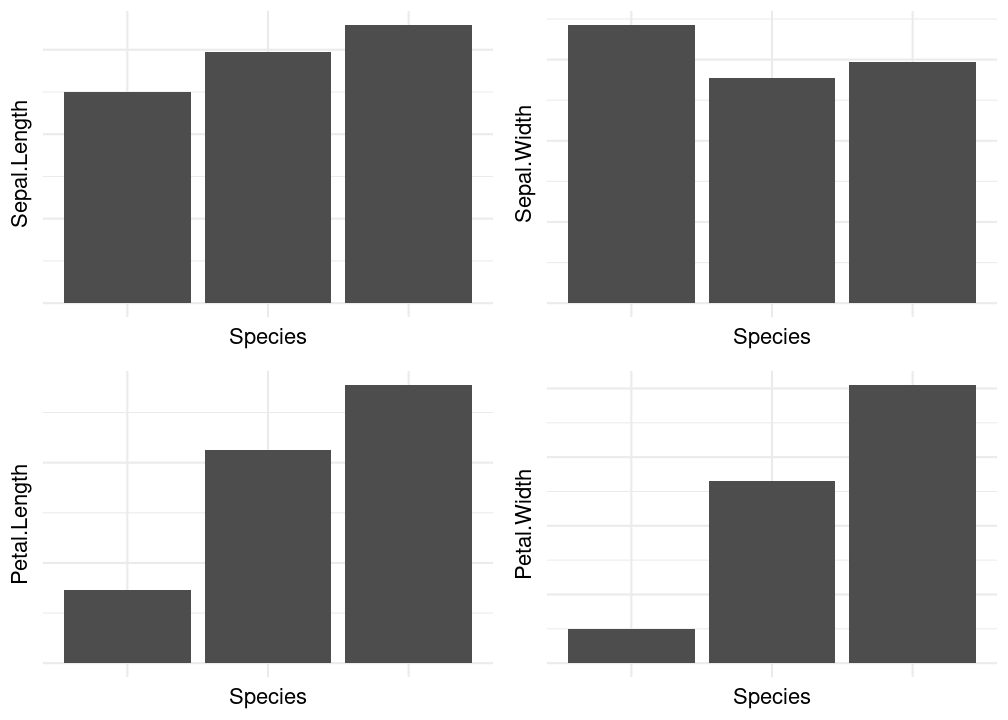 Sepal.Length
Species
Sepal.Width
Species
Petal.Length
Species
Petal.Width
Species